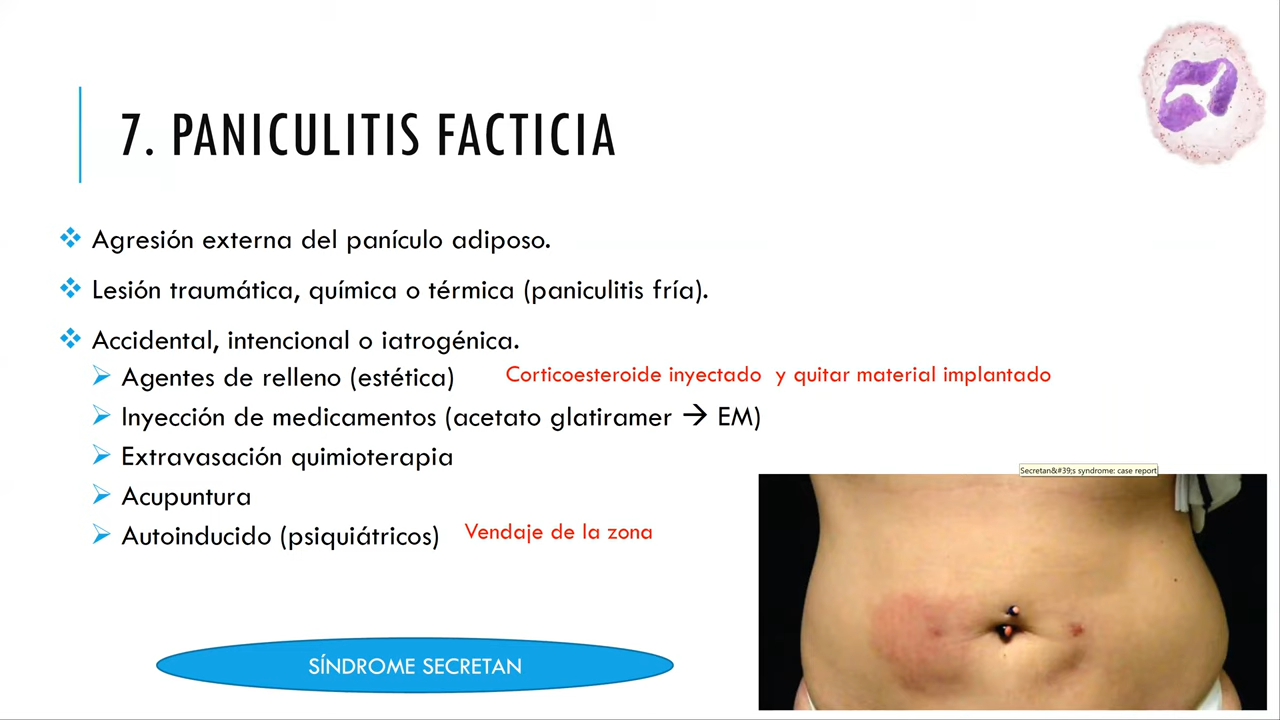 7. PANICULITIS FACTICIA
Agresión externa del panículo adiposo.
Lesión traumática, química o térmica (paniculitis fría).
Accidental, intencional o iatrogénica.
Agentes de relleno (estética) Corticoesteroide inyectado y quitar material implantado
Inyección de medicamentos (acetato glatiramer → EM)
Extravasación quimioterapia
Acupuntura
Autoinducido (psiquiátricos) Vendaje de la zona
Secretan&#39;s syndrome: case report
SÍNDROME SECRETAN